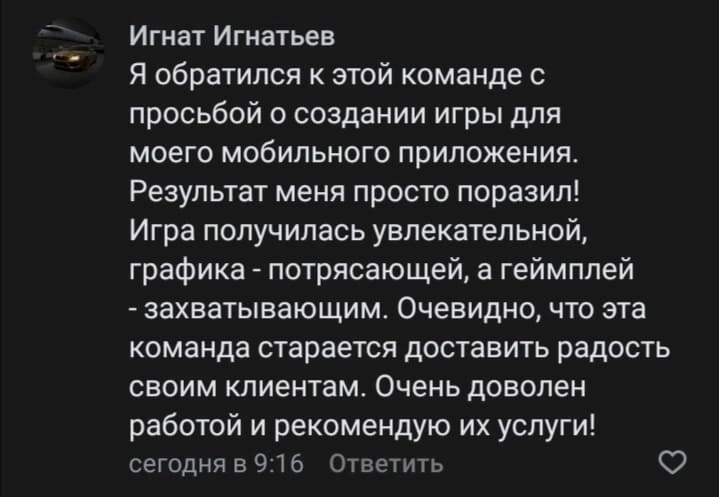 Игнат Игнатьев
Я обратился к этой команде с
просьбой о создании игры для
моего мобильного приложения.
Результат меня просто поразил!
Игра получилась увлекательной,
графика - потрясающей, а геймплей
- захватывающим. Очевидно, что эта
команда старается доставить радость
своим клиентам. Очень доволен
работой и рекомендую их услуги!
сегодня в 9:16 Ответить